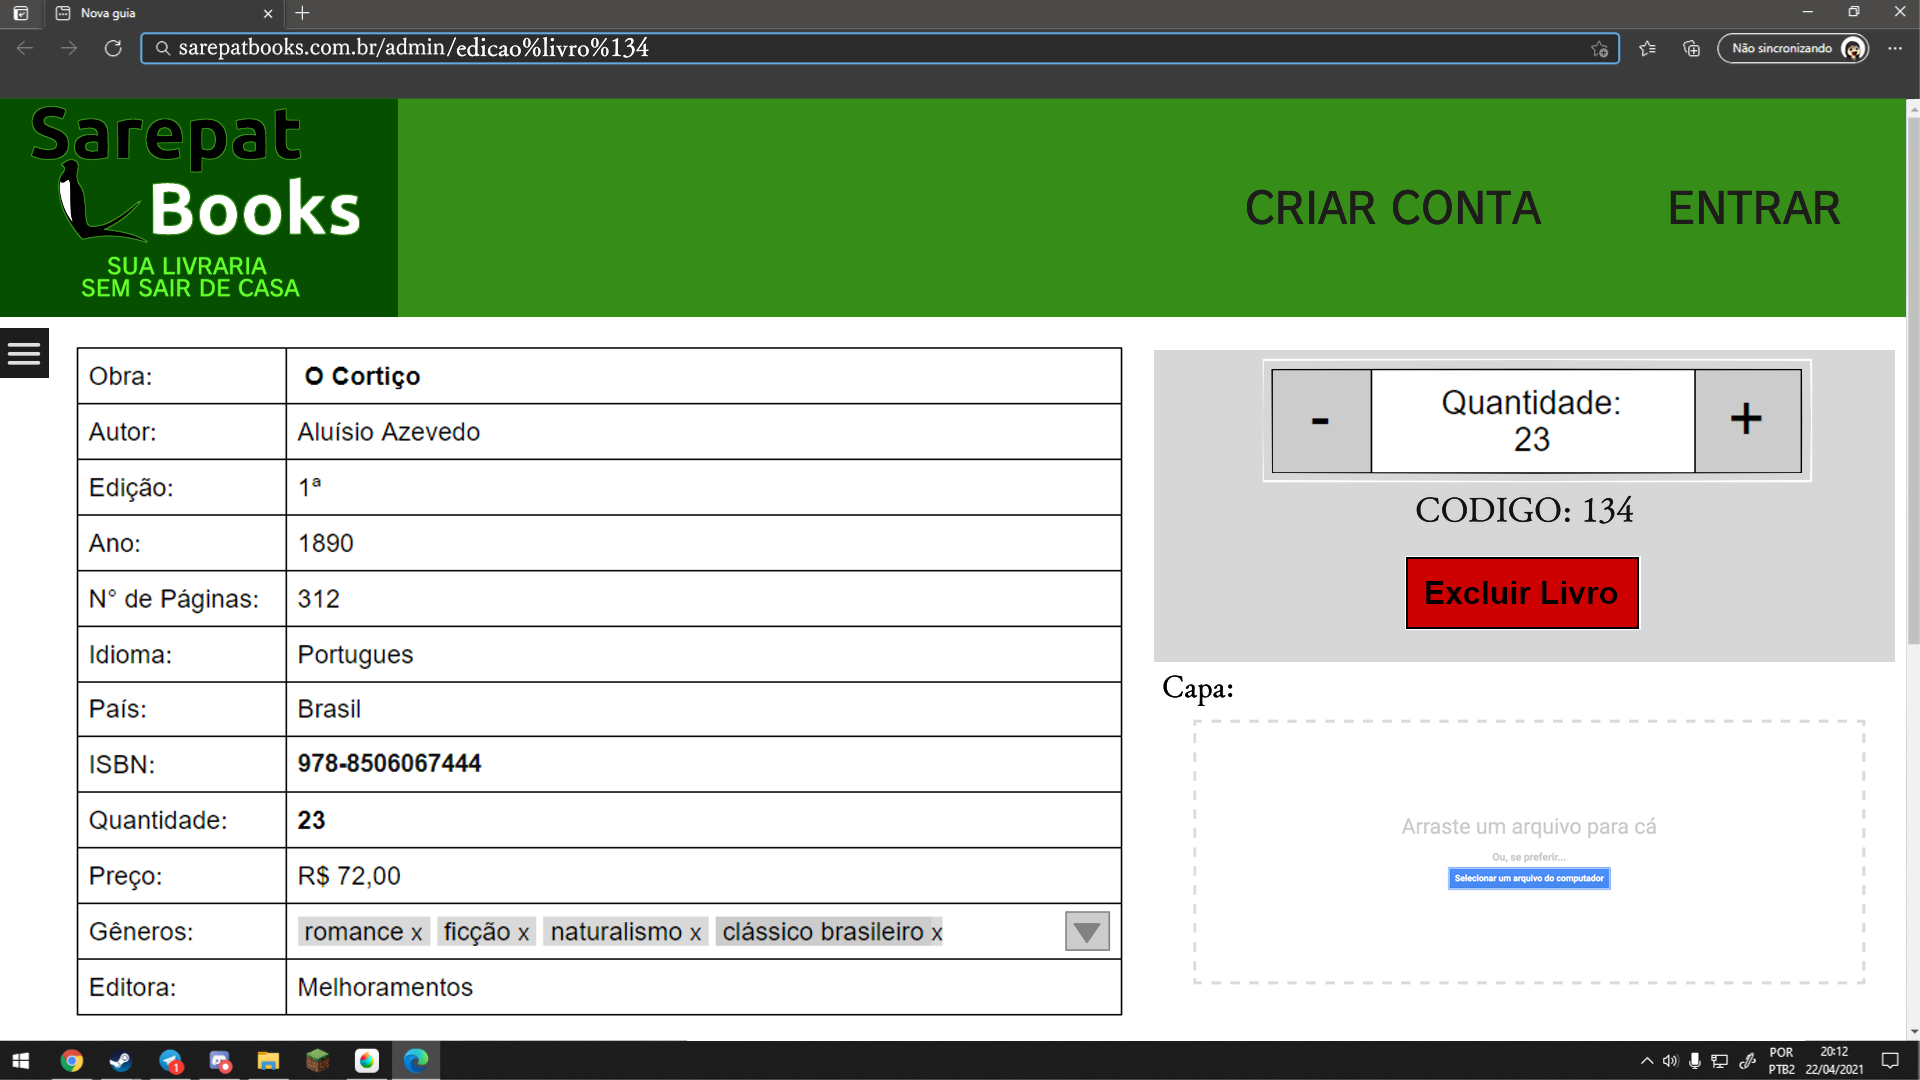 Nova guia
sarepatbooks.com.br/admin/edicao%livro%134
Não sincronizando
Sarepat
Books
SUA LIVRARIA
SEM SAIR DE CASA
CRIAR CONTA
ENTRAR
Obra: O Cortiço
Autor: Aluísio Azevedo
Edição: 1ª
Ano: 1890
N° de Páginas: 312
Idioma: Portugues
País: Brasil
ISBN: 978-8506067444
Quantidade: 23
Preço: R$ 72,00
Gêneros: romance x ficção x naturalismo x clássico brasileiro x
Editora: Melhoramentos
- Quantidade: +
23
CODIGO: 134
Excluir Livro
Capa:
Arraste um arquivo para cá
Ou, se preferir...
Selecionar um arquivo do computador
1
POR
PTB2
20:12
22/04/2021